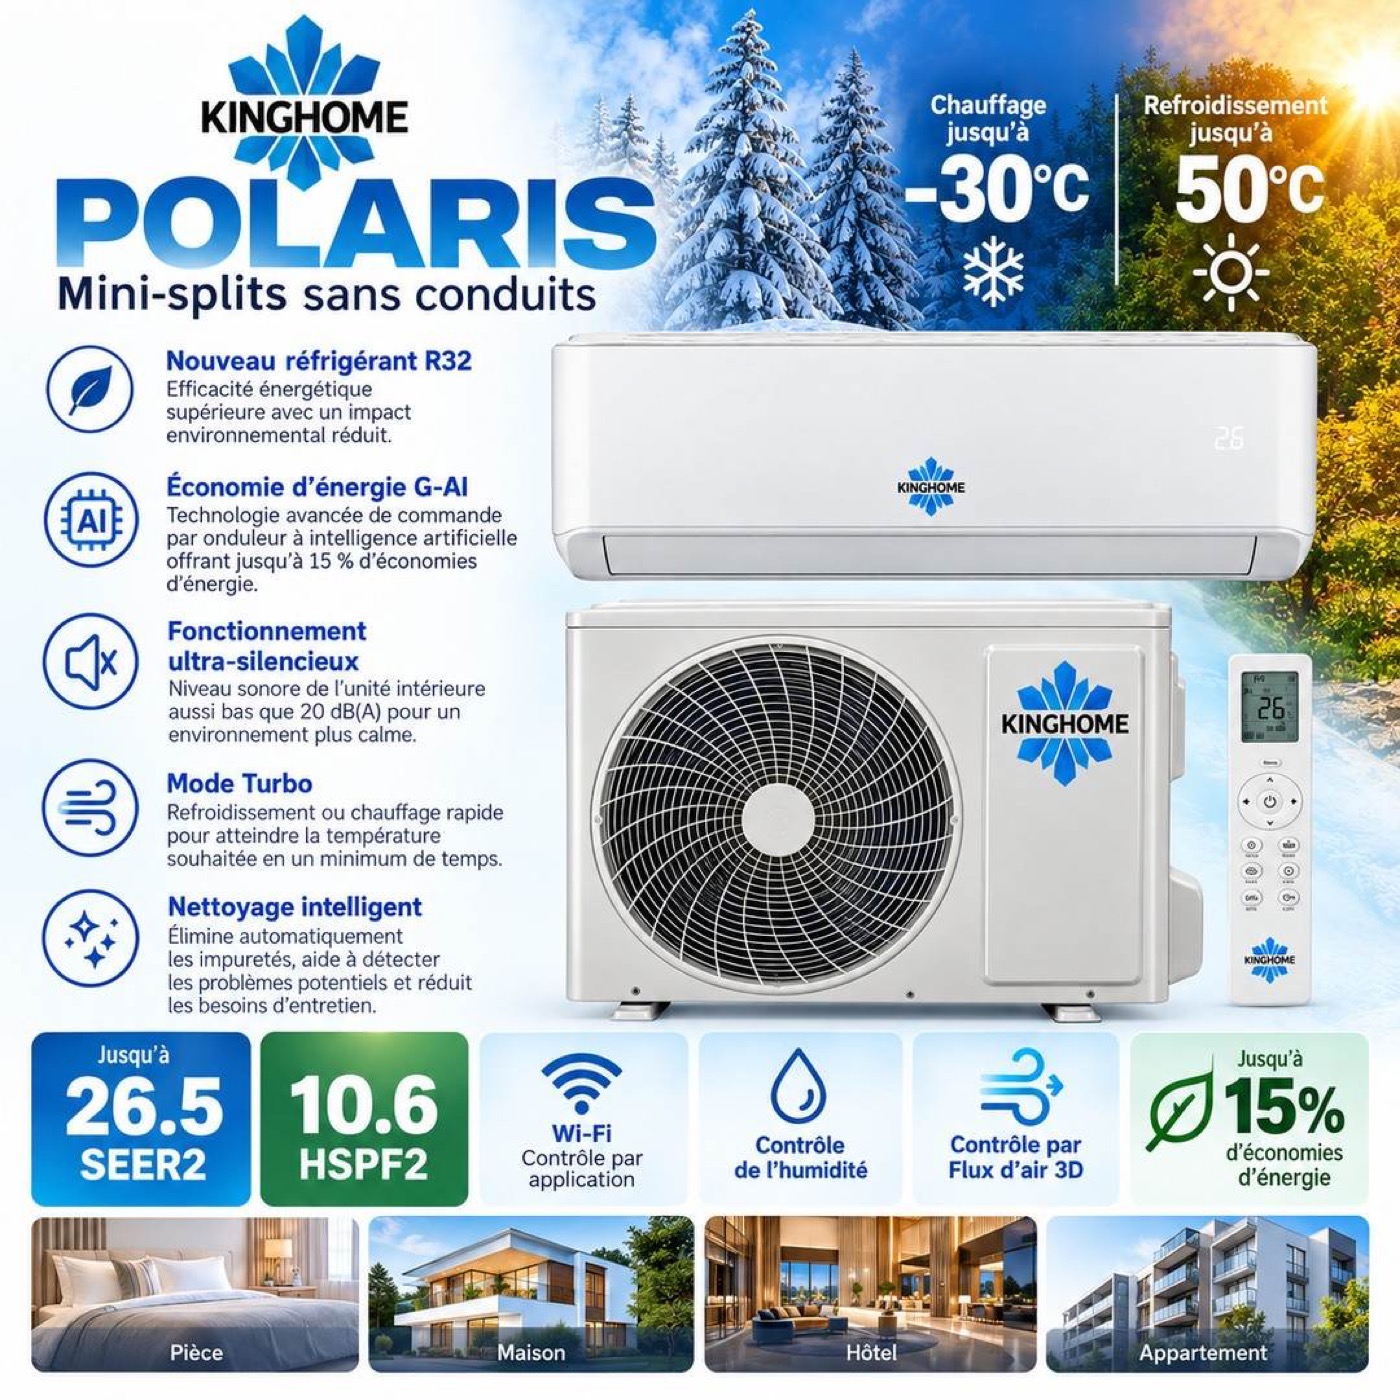 KINGHOME
POLARIS
Mini-splits sans conduits
Chauffage
jusqu'à
-30°C
Refroidissement
jusqu'à
50°C
Nouveau réfrigérant R32
Efficacité énergétique
supérieure avec un impact
environnemental réduit.
AI
Économie d'énergie G-AI
Technologie avancée de commande
par onduleur à intelligence artificielle
offrant jusqu'à 15 % d'économies
d'énergie.
Fonctionnement
ultra-silencieux
Niveau sonore de l'unité intérieure
aussi bas que 20 dB(A) pour un
environnement plus calme.
Mode Turbo
Refroidissement ou chauffage rapide
pour atteindre la température
souhaitée en un minimum de temps.
Nettoyage intelligent
Élimine automatiquement
les impuretés, aide à détecter
les problèmes potentiels et réduit
les besoins d'entretien.
26
KINGHOME
KINGHOME
26
KINGHOME
Jusqu'à
26.5
SEER2
10.6
HSPF2
Wi-Fi
Contrôle par
application
Contrôle
de l'humidité
Contrôle par
Flux d'air 3D
Jusqu'à
15%
d'économies
d'énergie
Pièce
Maison
Hôtel
Appartement